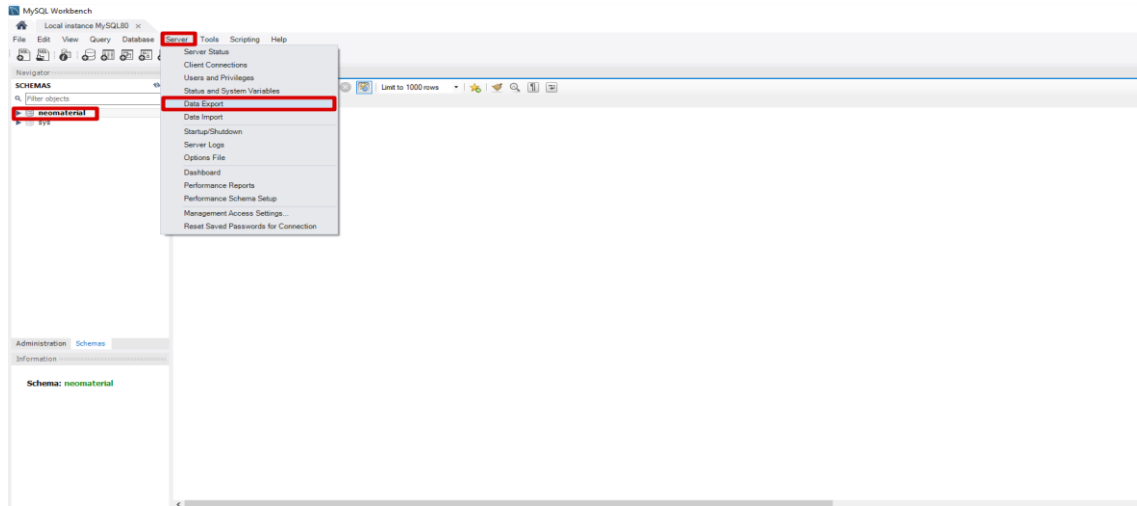 MySQL Workbench
Local instance MySQL80 ×
File Edit View Query Database Server Tools Scripting Help
Server Status
Client Connections
Users and Privileges
Status and System Variables
Data Export
Data Import
Startup/Shutdown
Server Logs
Options File
Dashboard
Performance Reports
Performance Schema Setup
Management Access Settings...
Reset Saved Passwords for Connection
Navigator
SCHEMAS
Filter objects
neomaterial
sys
Limit to 1000 rows
Administration Schemas
Information
Schema: neomaterial